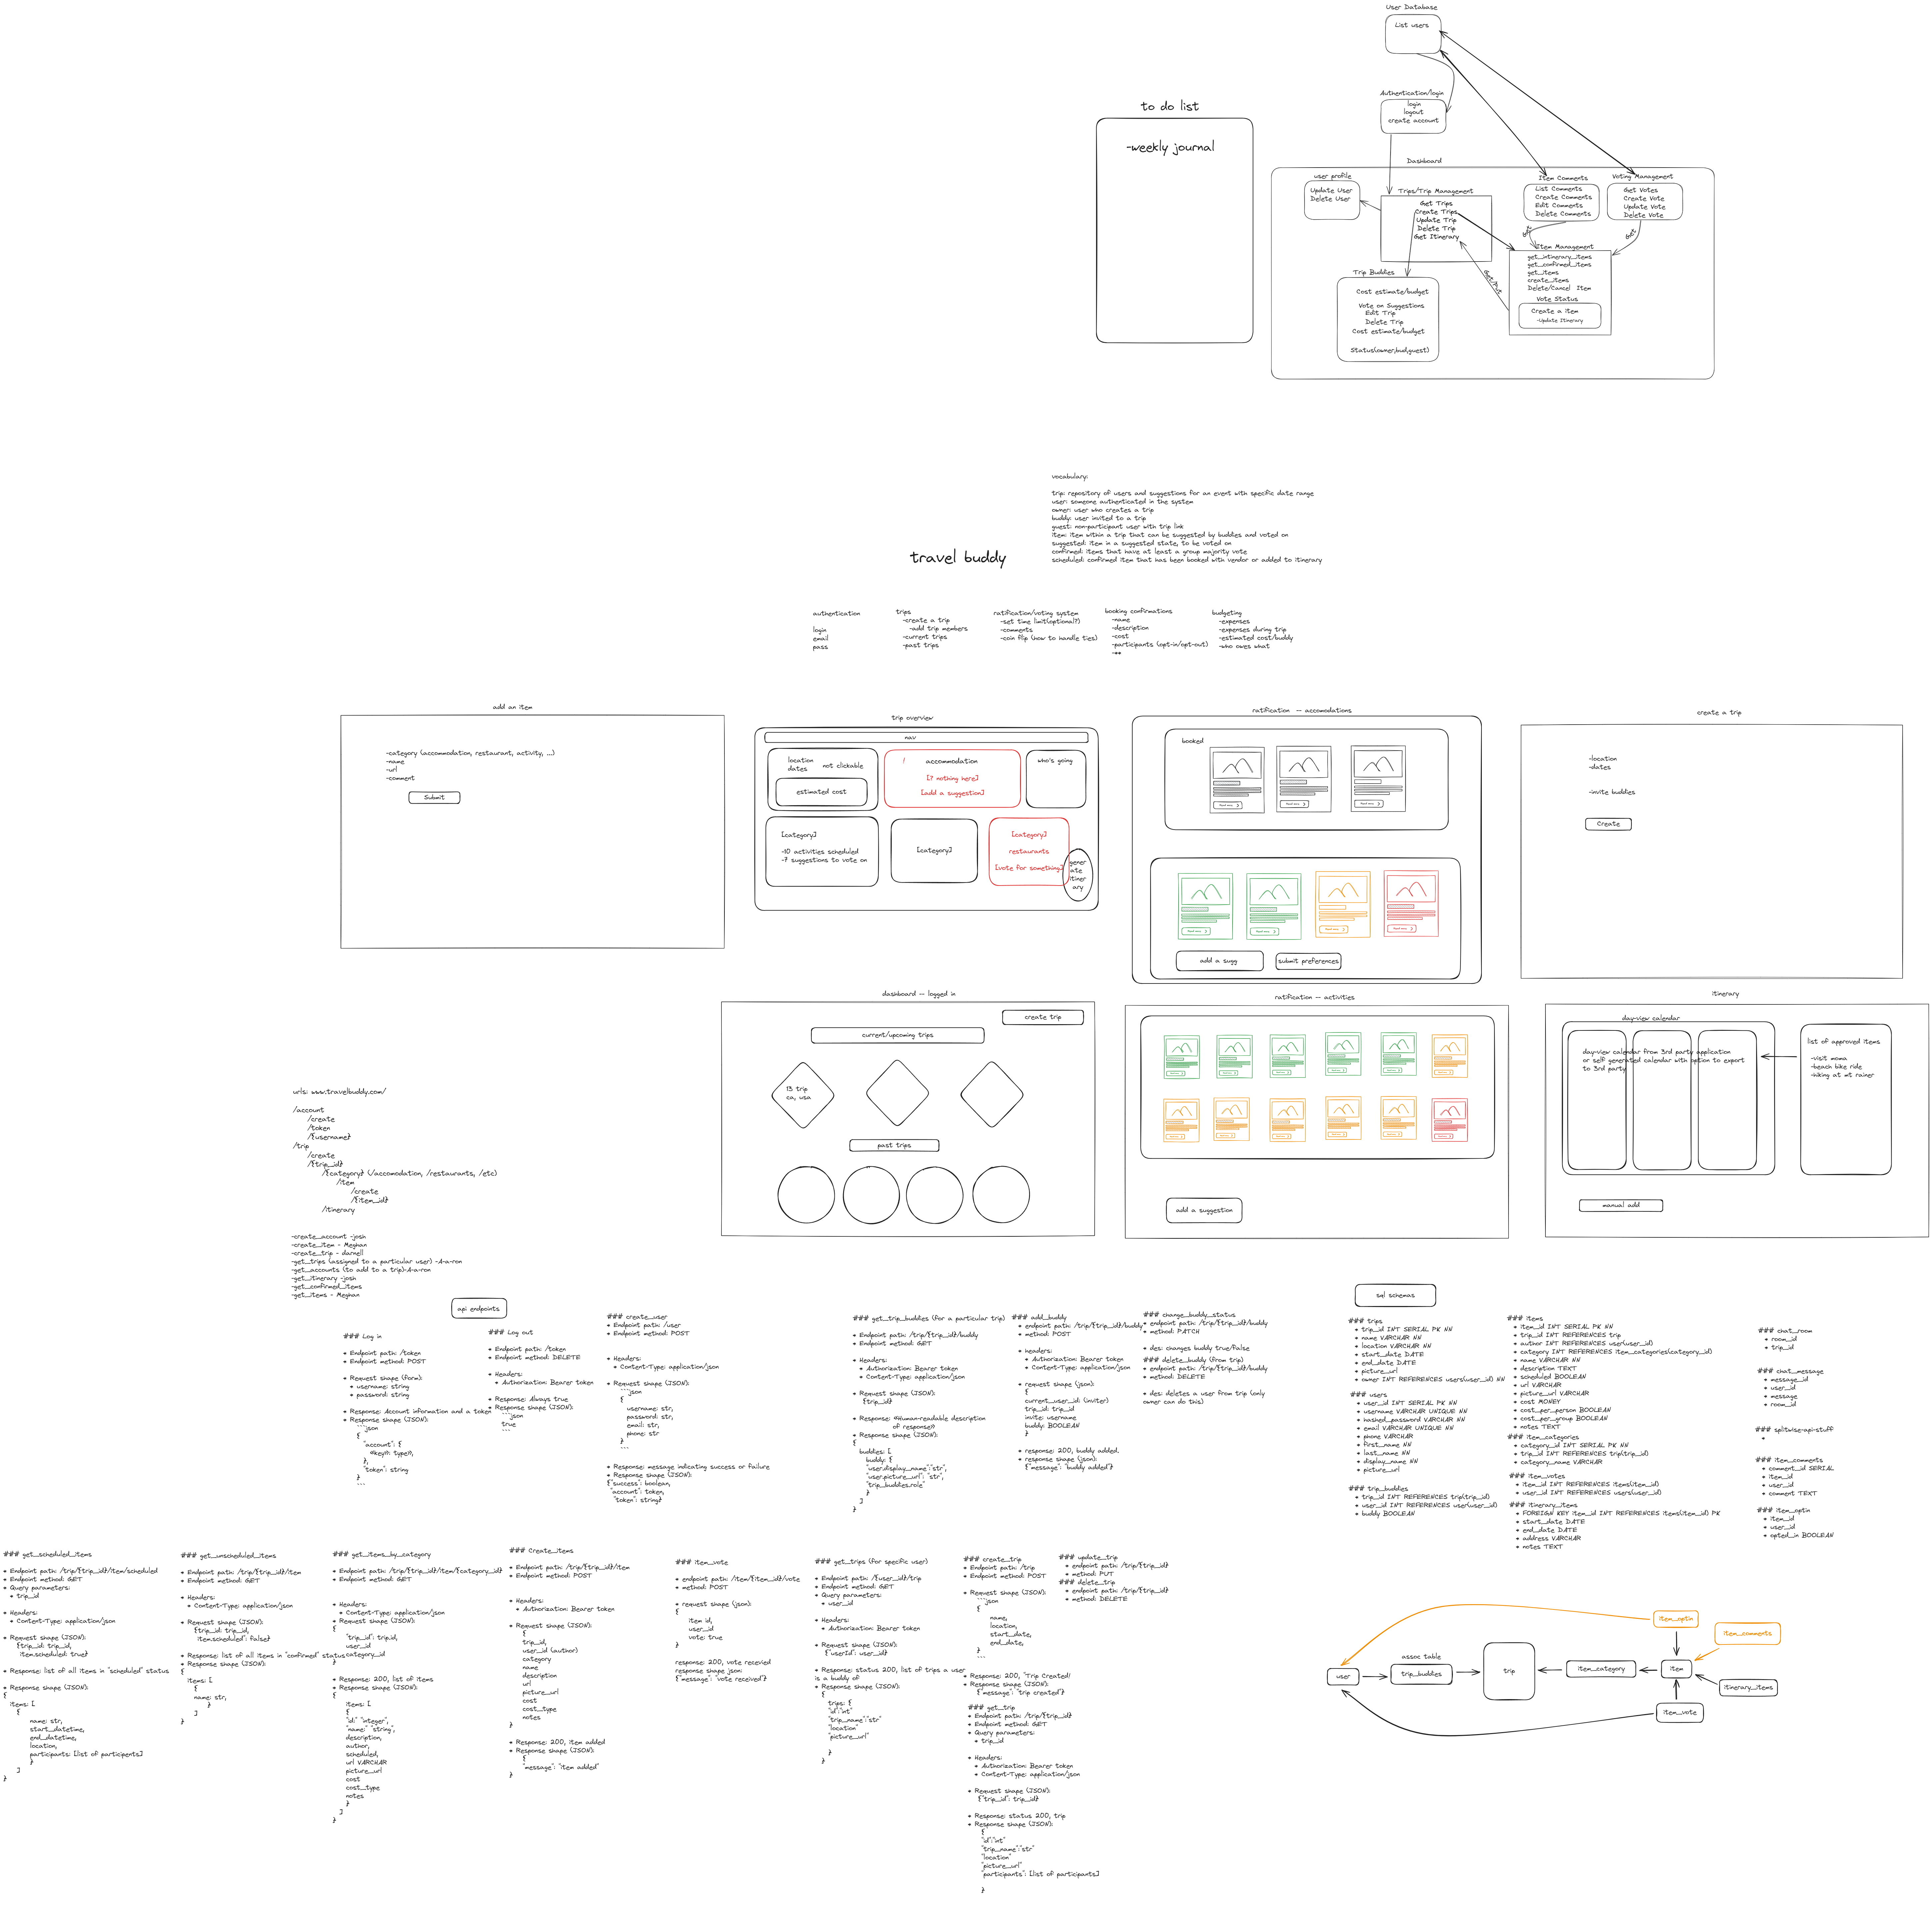 User Database
List users
Authentication/login
login
logout
create account
to do list
-weekly journal
Dashboard
user profile
Update User
Delete User
Trips/Trip Management
Get Trips
Create Trips
Update Trip
Delete Trip
Get Itinerary
Item Comments
List Comments
Create Comments
Edit Comments
Delete Comments
Voting Management
Get Votes
Create Vote
Update Vote
Delete Vote
Get
Get
Get/Put
Item Management
get_intinerary_items
get_confirmed_items
get_items
create_items
Delete/Cancel Item
Vote Status
Create a item
-Update Itinerary
Trip Buddies
Cost estimate/budget
Vote on Suggestions
Edit Trip
Delete Trip
Cost estimate/budget
Status(owner,bud,guest)
vocabulary:
trip: repository of users and suggestions for an event with specific date range
user: someone authenticated in the system
owner: user who creates a trip
buddy: user invited to a trip
guest: non-participant user with trip link
item: item within a trip that can be suggested by buddies and voted on
suggested: item in a suggested state, to be voted on
confirmed: items that have at least a group majority vote
scheduled: confirmed item that has been booked with vendor or added to itinerary
travel buddy
authentication
login
email
pass
trips
-create a trip
-add trip members
-current trips
-past trips
ratification/voting system
-set time limit(optional?)
-comments
-coin flip (how to handle ties)
booking confirmations
-name
-description
-cost
-participants (opt-in/opt-out)
-**
budgeting
-expenses
-expenses during trip
-estimated cost/buddy
-who owes what
add an item
-category (accommodation, restaurant, activity, ...)
-name
-url
-comment
Submit
trip overview
nav
location
dates
not clickable
estimated cost
! accommodation
[? nothing here]
[add a suggestion]
who's going
[category]
-10 activities scheduled
-7 suggestions to vote on
[category]
[category]
restaurants
[vote for something]
gener
ate
itiner
ary
ratification -- accomodations
booked
Read more
Read more
Read more
Read more
Read more
Read more
Read more
add a sugg
submit preferences
create a trip
-location
-dates
-invite buddies
Create
dashboard -- logged in
create trip
current/upcoming trips
13 trip
ca, usa
past trips
ratification -- activities
add a suggestion
itinerary
day-view calendar
day-view calendar from 3rd party application
or self generated calendar with option to export
to 3rd party
list of approved items
-visit moma
-beach bike ride
-hiking at mt rainer
manual add
urls: www.travelbuddy.com/
/account
/create
/token
/{username}
/trip
/create
/{trip_id}
/{category} (/accomodation, /restaurants, /etc)
/item
/create
/{item_id}
/itinerary
-create_account -josh
-create_item - Meghan
-create_trip - darnell
-get_trips (assigned to a particular user) -A-a-ron
-get_accounts (to add to a trip)-A-a-ron
-get_itinerary -josh
-get_confirmed_items
-get_items - Meghan
api endpoints
### Log in
* Endpoint path: /token
* Endpoint method: POST
* Request shape (form):
* username: string
* password: string
* Response: Account information and a token
* Response shape (JSON):
```json
{
"account": {
«key»: type»,
},
"token": string
}
```
### Log out
* Endpoint path: /token
* Endpoint method: DELETE
* Headers:
* Authorization: Bearer token
* Response: Always true
* Response shape (JSON):
```json
true
```
### create_user
* Endpoint path: /user
* Endpoint method: POST
* Headers:
* Content-Type: application/json
* Request shape (JSON):
```json
{
username: str,
password: str,
email: str,
phone: str
}
```
* Response: message indicating success or failure
* Response shape (JSON):
{"success": boolean,
"account": token,
"token": string}
### get_trip_buddies (for a particular trip)
* Endpoint path: /trip/{trip_id}/buddy
* Endpoint method: GET
* Headers:
* Authorization: Bearer token
* Content-Type: application/json
* Request shape (JSON):
{trip_id}
* Response: «Human-readable description
of response»
* Response shape (JSON):
{
buddies: [
buddy: {
"user.display_name":"str",
"user.picture_url": "str",
"trip_buddies.role"
}
]
}
### add_buddy
* endpoint path: /trip/{trip_id}/buddy
* method: POST
* headers:
* Authorization: Bearer token
* Content-Type: application/json
* request shape (json):
{
current_user_id: (inviter)
trip_id: trip_id
invite: username
buddy: BOOLEAN
}
* response: 200, buddy added.
* response shape (json):
{"message": "buddy added"}
### change_buddy_status
* endpoint path: /trip/{trip_id}/buddy
* method: PATCH
* des: changes buddy true/false
### delete_buddy (from trip)
* endpoint path: /trip/{trip_id}/buddy
* method: DELETE
* des: deletes a user from trip (only
owner can do this)
sql schemas
### trips
* trip_id INT SERIAL PK NN
* name VARCHAR NN
* location VARCHAR NN
* start_date DATE
* end_date DATE
* picture_url
* owner INT REFERENCES users(user_id) NN
### users
* user_id INT SERIAL PK NN
* username VARCHAR UNIQUE NN
* hashed_password VARCHAR NN
* email VARCHAR UNIQUE NN
* phone VARCHAR
* first_name NN
* last_name NN
* display_name NN
* picture_url
### trip_buddies
* trip_id INT REFERENCES trip(trip_id)
* user_id INT REFERENCES user(user_id)
* buddy BOOLEAN
### items
* item_id INT SERIAL PK NN
* trip_id INT REFERENCES trip
* author INT REFERENCES user(user_id)
* category INT REFERENCES item_categories(category_id)
* name VARCHAR NN
* description TEXT
* scheduled BOOLEAN
* url VARCHAR
* picture_url VARCHAR
* cost MONEY
* cost_per_person BOOLEAN
* cost_per_group BOOLEAN
* notes TEXT
### item_categories
* category_id INT SERIAL PK NN
* trip_id INT REFERENCES trip(trip_id)
* category_name VARCHAR
### item_votes
* item_id INT REFERENCES items(item_id)
* user_id INT REFERENCES users(user_id)
### itinerary_items
* FOREIGN KEY item_id INT REFERENCES items(item_id) PK
* start_date DATE
* end_date DATE
* address VARCHAR
* notes TEXT
### chat_room
* room_id
* trip_id
### chat_message
* message_id
* user_id
* message
* room_id
### splitwise-api-stuff
*
### item_comments
* comment_id SERIAL
* item_id
* user_id
* comment TEXT
### item_optin
* item_id
* user_id
* opted_in BOOLEAN
### get_scheduled_items
* Endpoint path: /trip/{trip_id}/item/scheduled
* Endpoint method: GET
* Query parameters:
* trip_id
* Headers:
* Content-Type: application/json
* Request shape (JSON):
{trip_id: trip_id,
item.scheduled: true}
* Response: list of all items in "scheduled" status
* Response shape (JSON):
{
items: [
{
name: str,
start_datetime,
end_datetime,
location,
participants: [list of participants]
}
]
}
### get_unscheduled_items
* Endpoint path: /trip/{trip_id}/item
* Endpoint method: GET
* Headers:
* Content-Type: application/json
* Request shape (JSON):
{trip_id: trip_id,
item.scheduled": false}
* Response: list of all items in "confirmed" status
* Response shape (JSON):
{
items: [
{
name: str,
}
]
}
### get_items_by_category
* Endpoint path: /trip/{trip_id}/item/{category_id}
* Endpoint method: GET
* Headers:
* Content-Type: application/json
* Request shape (JSON):
{
"trip_id": trip.id,
user_id
category_id
}
* Response: 200, list of items
* Response shape (JSON):
{
items: [
{
"id:" "integer",
"name:" "string",
description,
author,
scheduled,
url VARCHAR
picture_url
cost
cost_type
notes
}
]
}
### Create_items
* Endpoint path: /trip/{trip_id}/item
* Endpoint method: POST
* Headers:
* Authorization: Bearer token
* Request shape (JSON):
{
trip_id,
user_id (author)
category
name
description
url
picture_url
cost
cost_type
notes
}
* Response: 200, item added
* Response shape (JSON):
{
"message": "item added"
}
### item_vote
* endpoint path: /item/{item_id}/vote
* method: POST
* request shape (json):
{
item id,
user_id
vote: true
}
response: 200, vote recevied
response shape json:
{"message": "vote received"}
### get_trips (for specific user)
* Endpoint path: /{user_id}/trip
* Endpoint method: GET
* Query parameters:
* user_id
* Headers:
* Authorization: Bearer token
* Request shape (JSON):
{"userId": user_id}
* Response: status 200, list of trips a user
is a buddy of
* Response shape (JSON):
{
trips: {
"id":"int"
"trip_name":"str"
"location"
"picture_url"
}
}
### create_trip
* Endpoint path: /trip
* Endpoint method: POST
* Request shape (JSON):
```json
{
name,
location,
start_date,
end_date,
}
```
* Response: 200, "Trip Created!
* Response shape (JSON):
{"message": "trip created"}
### get_trip
* Endpoint path: /trip/{trip_id}
* Endpoint method: GET
* Query parameters:
* trip_id
* Headers:
* Authorization: Bearer token
* Content-Type: application/json
* Request shape (JSON):
{"trip_id": trip_id}
* Response: status 200, trip
* Response shape (JSON):
{
"id":"int"
"trip_name":"str"
"location"
"picture_url"
"participants": [list of participants]
}
### update_trip
* endpoint path: /trip/{trip_id}
* method: PUT
### delete_trip
* endpoint path: /trip/{trip_id}
* method: DELETE
item_optin
item_comments
assoc table
user
trip_buddies
trip
item_category
item
itinerary_items
item_vote